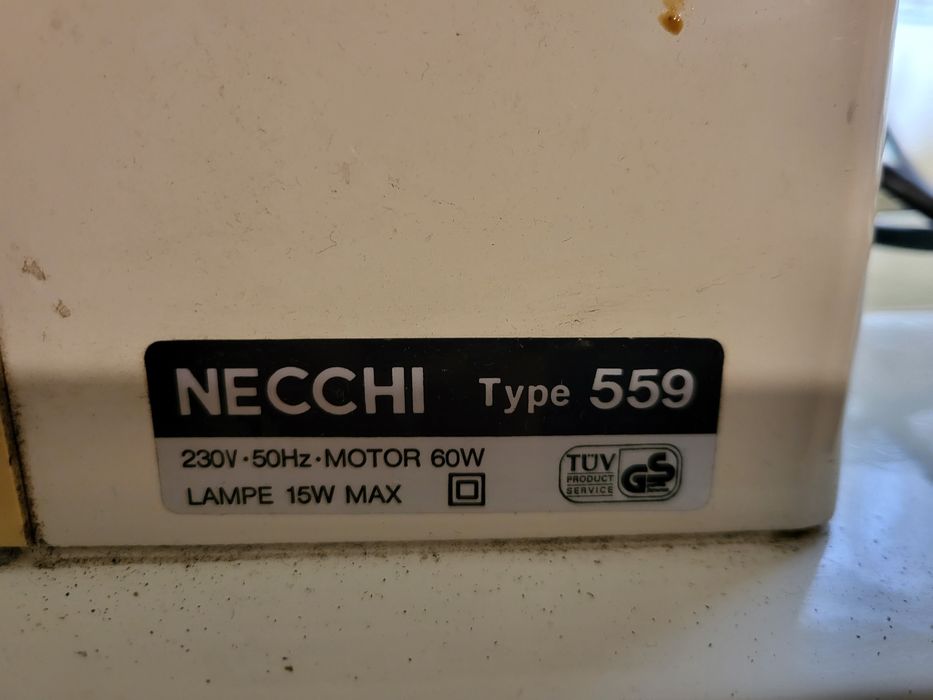 NECCHI Type 559
230V·50Hz·MOTOR 60W
LAMPE 15W MAX
TÜV
PRODUCT
SERVICE
GS